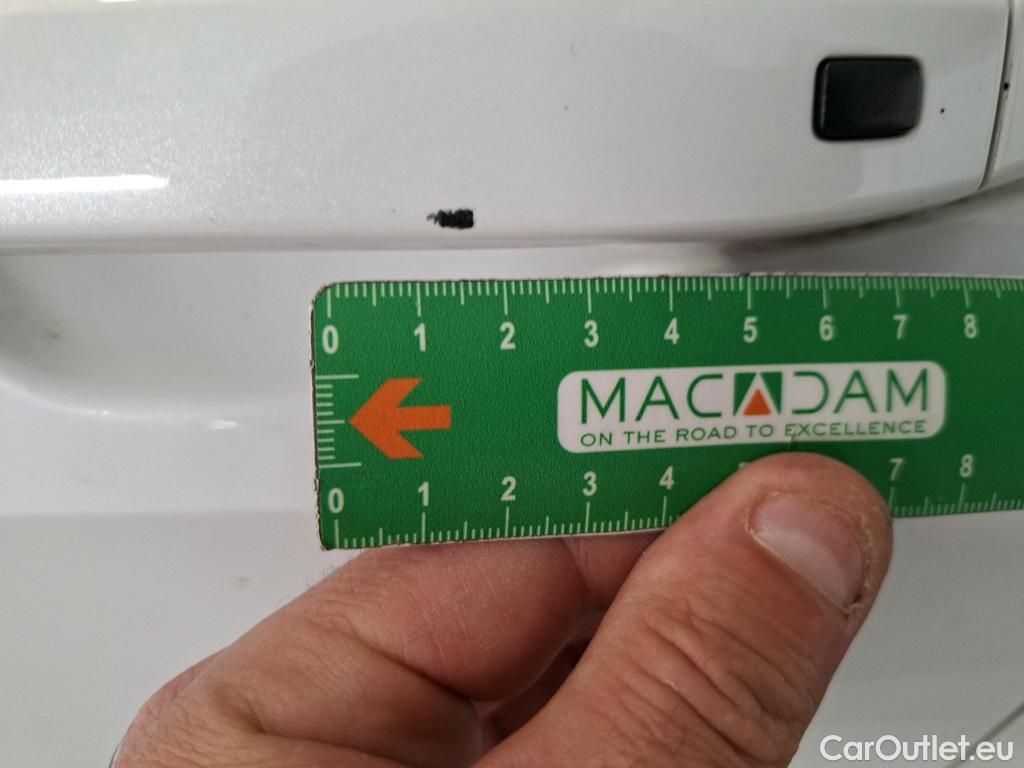 0 1 2 3 4 5 6 7 8
MACADAM
ON THE ROAD TO EXCELLENCE
0 1 2 3 4 7 8
CarOutlet.eu